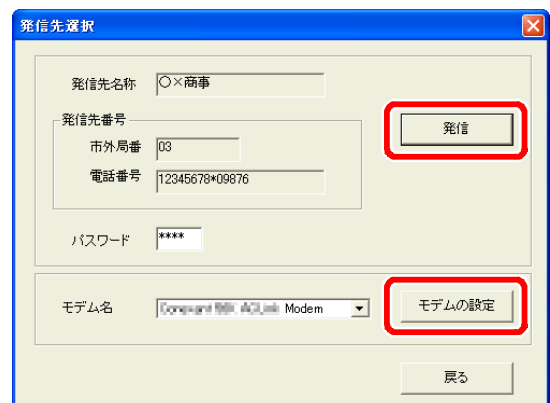 発信先選択
発信先名称 ○×商事
発信先番号
発信
市外局番 03
電話番号 12345678*09876
パスワード ****
モデム名 Modem
モデムの設定
戻る